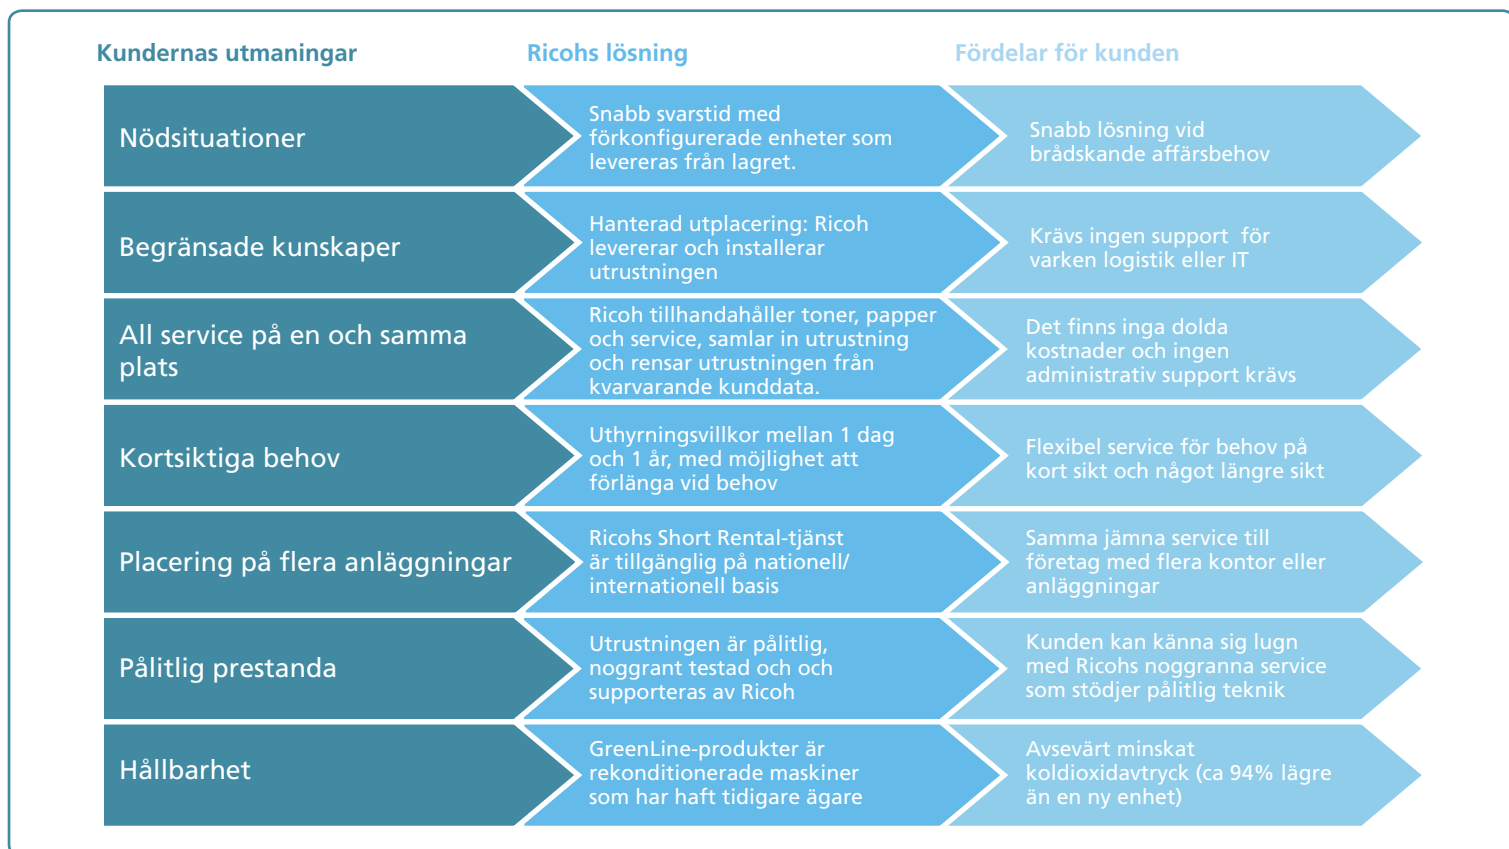 Kundernas utmaningar
Ricohs lösning
Fördelar för kunden
Nödsituationer
Snabb svarstid med
förkonfigurerade enheter som
levereras från lagret.
Snabb lösning vid
brådskande affärsbehov
Begränsade kunskaper
Hanterad utplacering: Ricoh
levererar och installerar
utrustningen
Krävs ingen support  för
varken logistik eller IT
All service på en och samma
plats
Ricoh tillhandahåller toner, papper
och service, samlar in utrustning
och rensar utrustningen från
kvarvarande kunddata.
Det finns inga dolda
kostnader och ingen
administrativ support krävs
Kortsiktiga behov
Uthyrningsvillkor mellan 1 dag
och 1 år, med möjlighet att
förlänga vid behov
Flexibel service för behov på
kort sikt och något längre sikt
Placering på flera anläggningar
Ricohs Short Rental-tjänst
är tillgänglig på nationell/
internationell basis
Samma jämna service till
företag med flera kontor eller
anläggningar
Pålitlig prestanda
Utrustningen är pålitlig,
noggrant testad och och
supporteras av Ricoh
Kunden kan känna sig lugn
med Ricohs noggranna service
som stödjer pålitlig teknik
Hållbarhet
GreenLine-produkter är
rekonditionerade maskiner
som har haft tidigare ägare
Avsevärt minskat
koldioxidavtryck (ca 94% lägre
än en ny enhet)